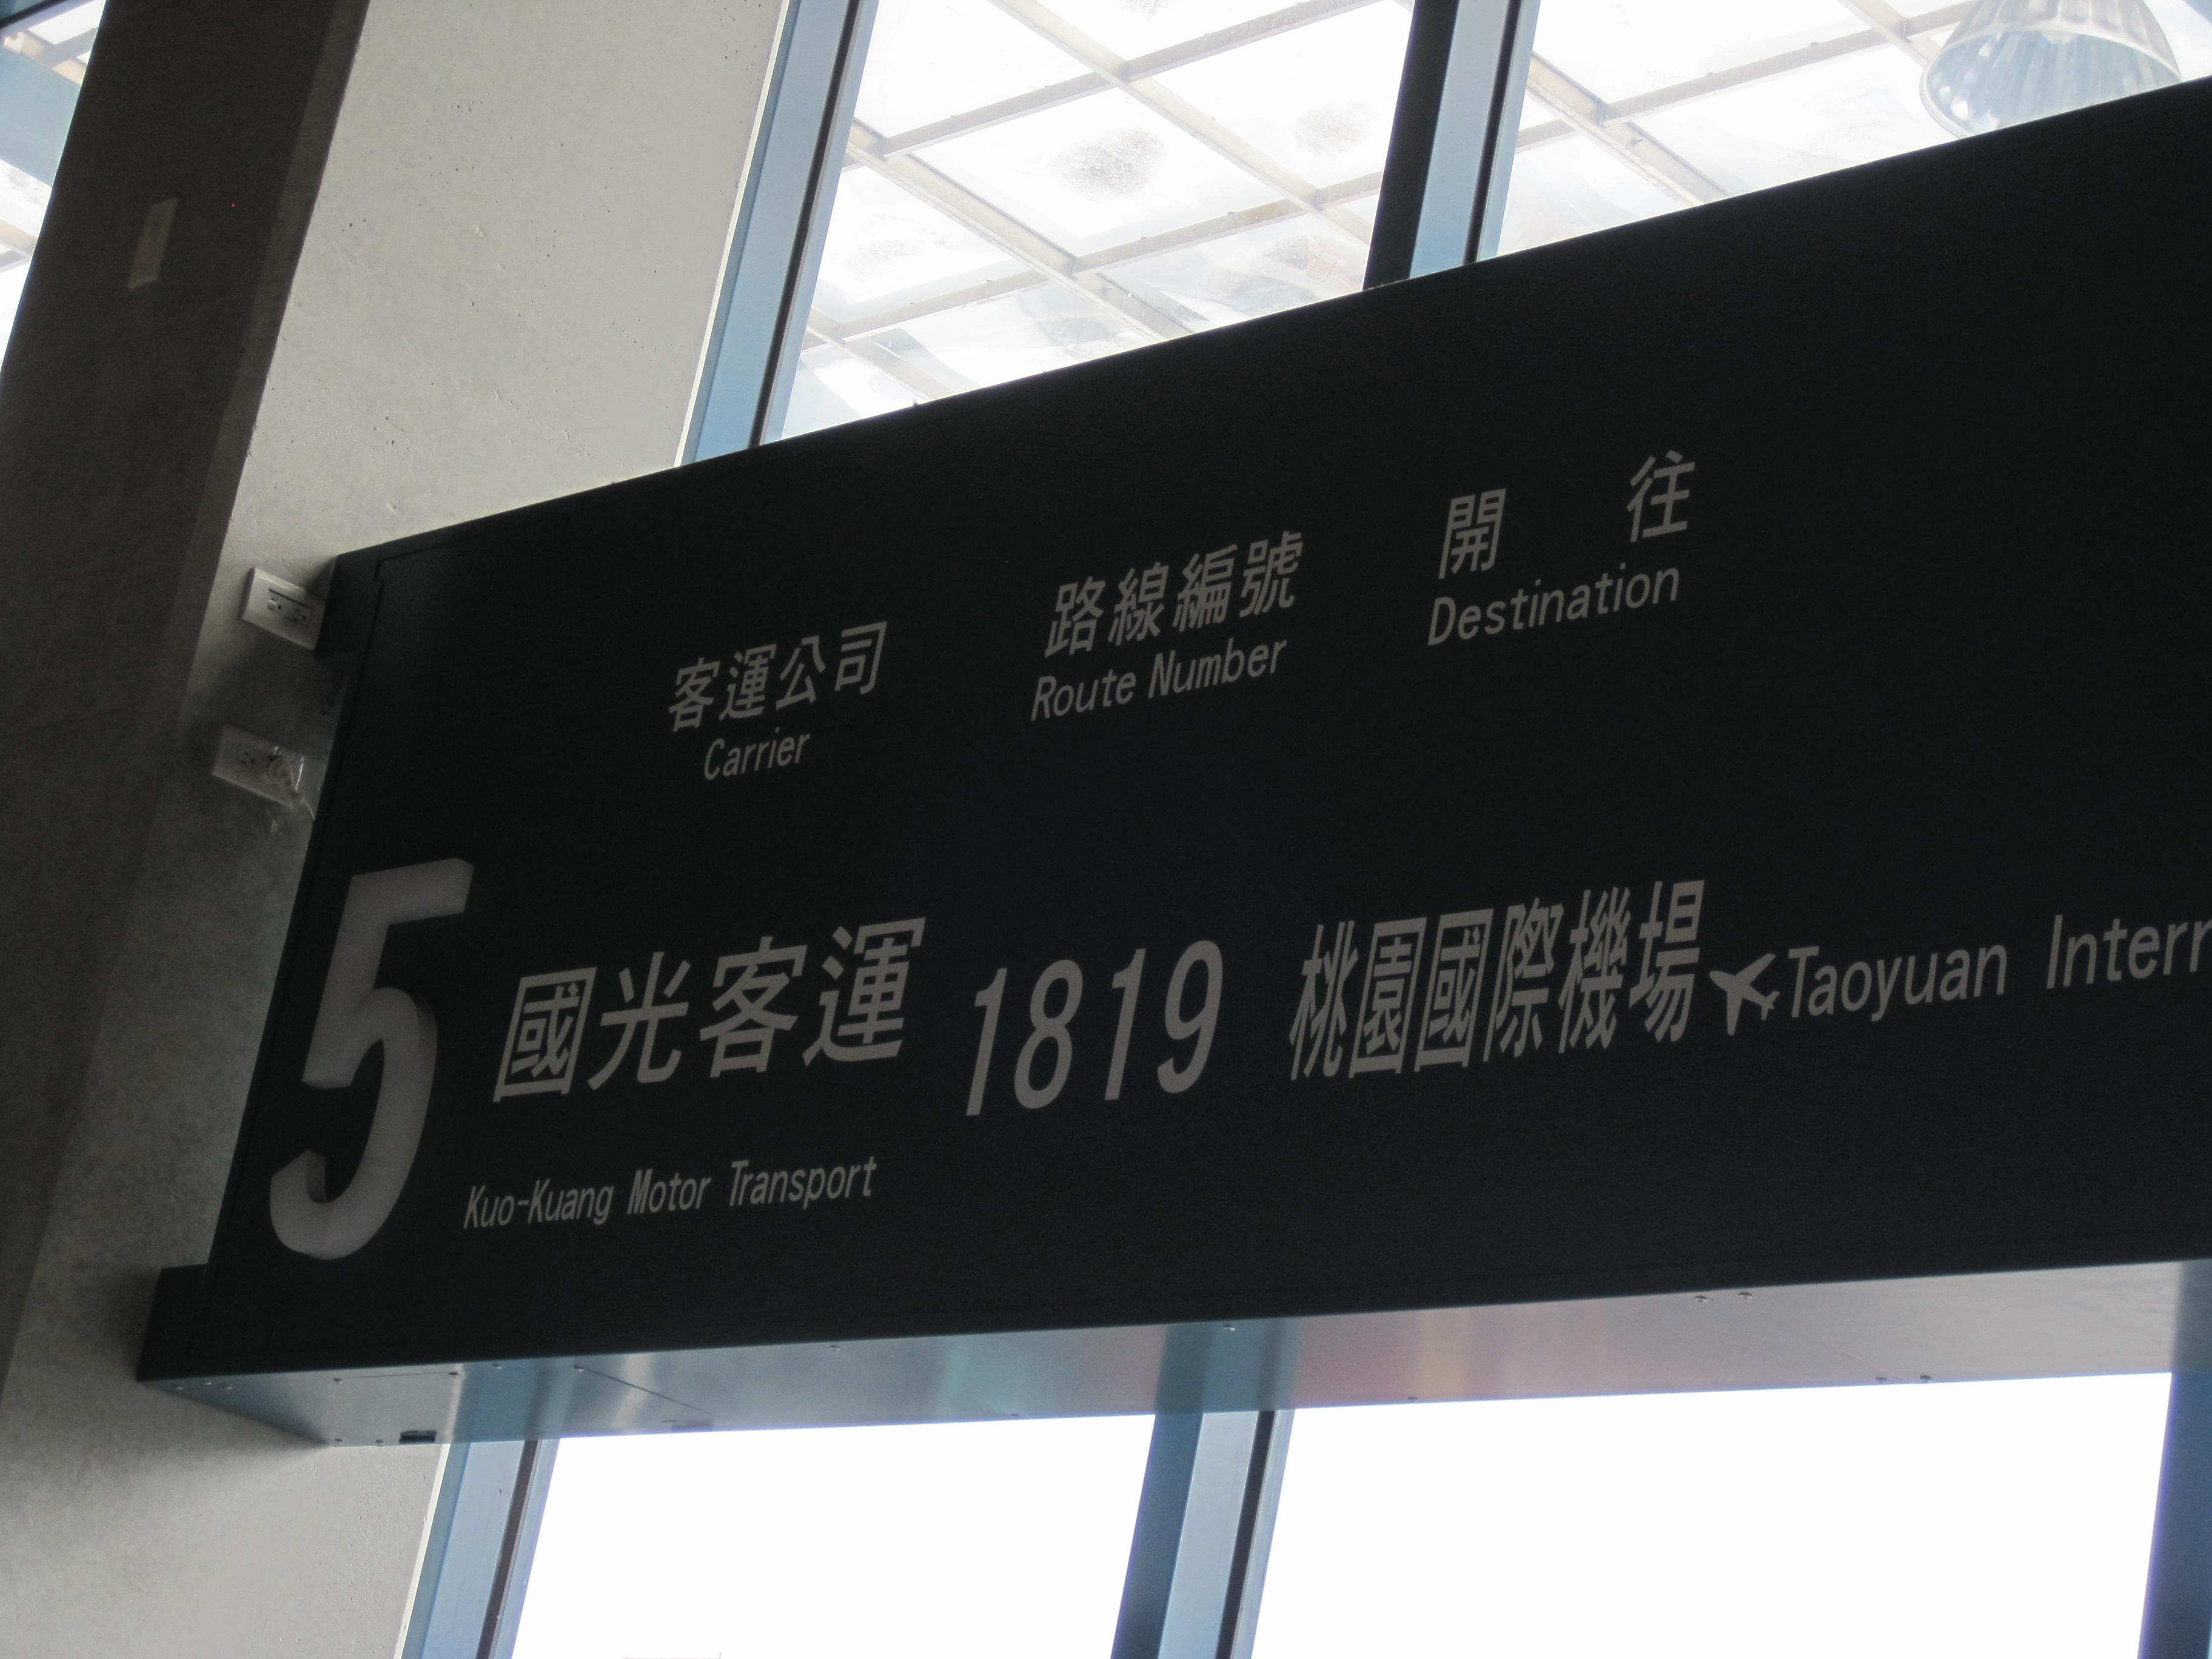 客運公司 路線編號 開 往
Carrier Route Number Destination
5 國光客運 1819 桃園國際機場 Taoyuan Intern
Kuo-Kuang Motor Transport